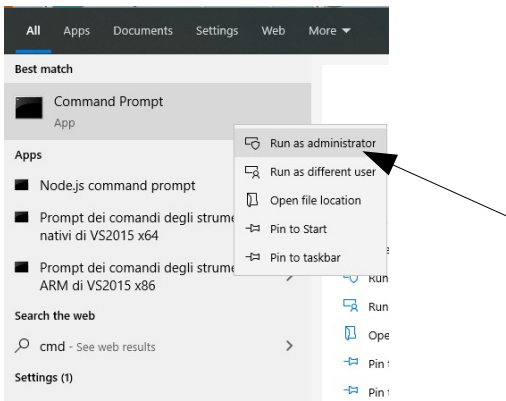 All Apps Documents Settings Web More
Best match
Command Prompt
App
Run as administrator
Run as different user
Open file location
Pin to Start
Pin to taskbar
Apps
Node.js command prompt
Prompt dei comandi degli strume
nativi di VS2015 x64
Prompt dei comandi degli strume
ARM di VS2015 x86
Search the web
cmd - See web results
Settings (1)
Run
Run
Ope
Pin t
Pin t